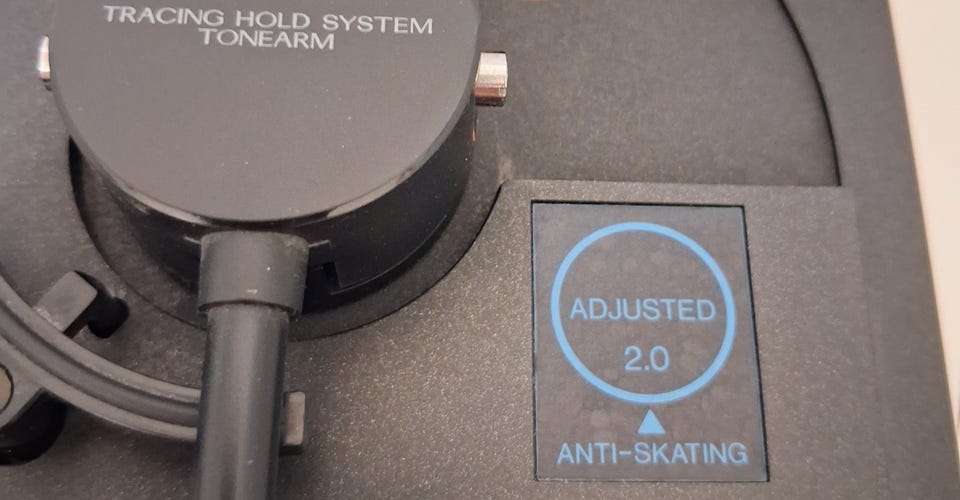 TRACING HOLD SYSTEM
TONEARM
ADJUSTED
2.0
ANTI-SKATING